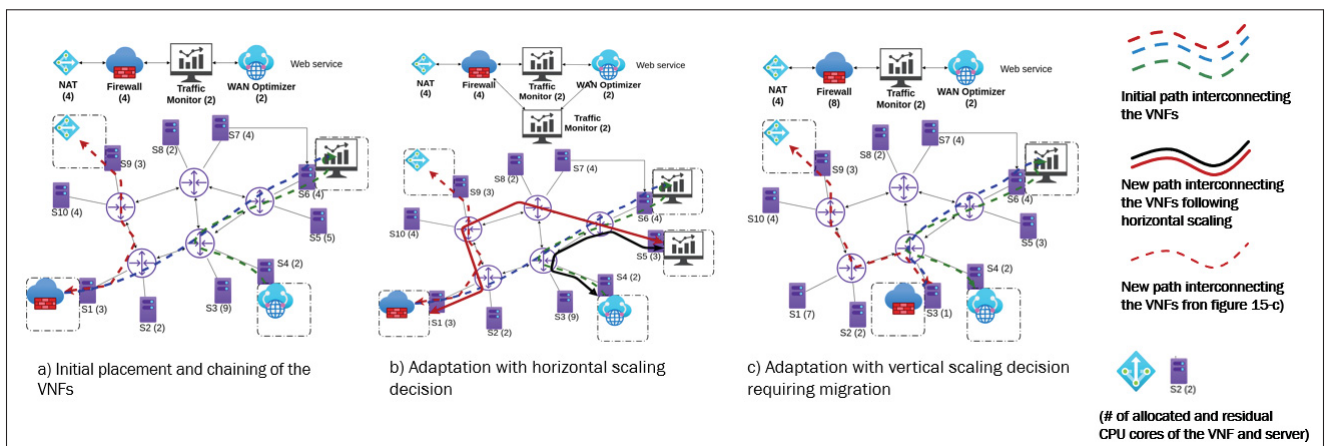 NAT
(4)
Firewall
(4)
Traffic
Monitor (2)
WAN Optimizer
(2)
Web service
S8 (2)
S7 (4)
S9 (3)
S6 (4)
S10 (4)
S5 (5)
S4 (2)
S1 (3)
S2 (2)
S3 (9)
a) Initial placement and chaining of the
VNFs
NAT
(4)
Firewall
(4)
Traffic
Monitor (2)
WAN Optimizer
(2)
Web service
Traffic
Monitor (2)
S8 (2)
S7 (4)
S9 (3)
S6 (4)
S10 (4)
S5 (3)
S4 (2)
S1 (3)
S2 (2)
S3 (9)
b) Adaptation with horizontal scaling
decision
NAT
(4)
Firewall
(8)
Traffic
Monitor (2)
WAN Optimizer
(2)
Web service
S8 (2)
S7 (4)
S9 (3)
S6 (4)
S10 (4)
S5 (3)
S4 (2)
S1 (7)
S3 (1)
S2 (2)
c) Adaptation with vertical scaling decision
requiring migration
Initial path interconnecting
the VNFs
New path interconnecting
the VNFs following
horizontal scaling
New path interconnecting
the VNFs fron figure 15-c)
S2 (2)
(# of allocated and residual
CPU cores of the VNF and server)